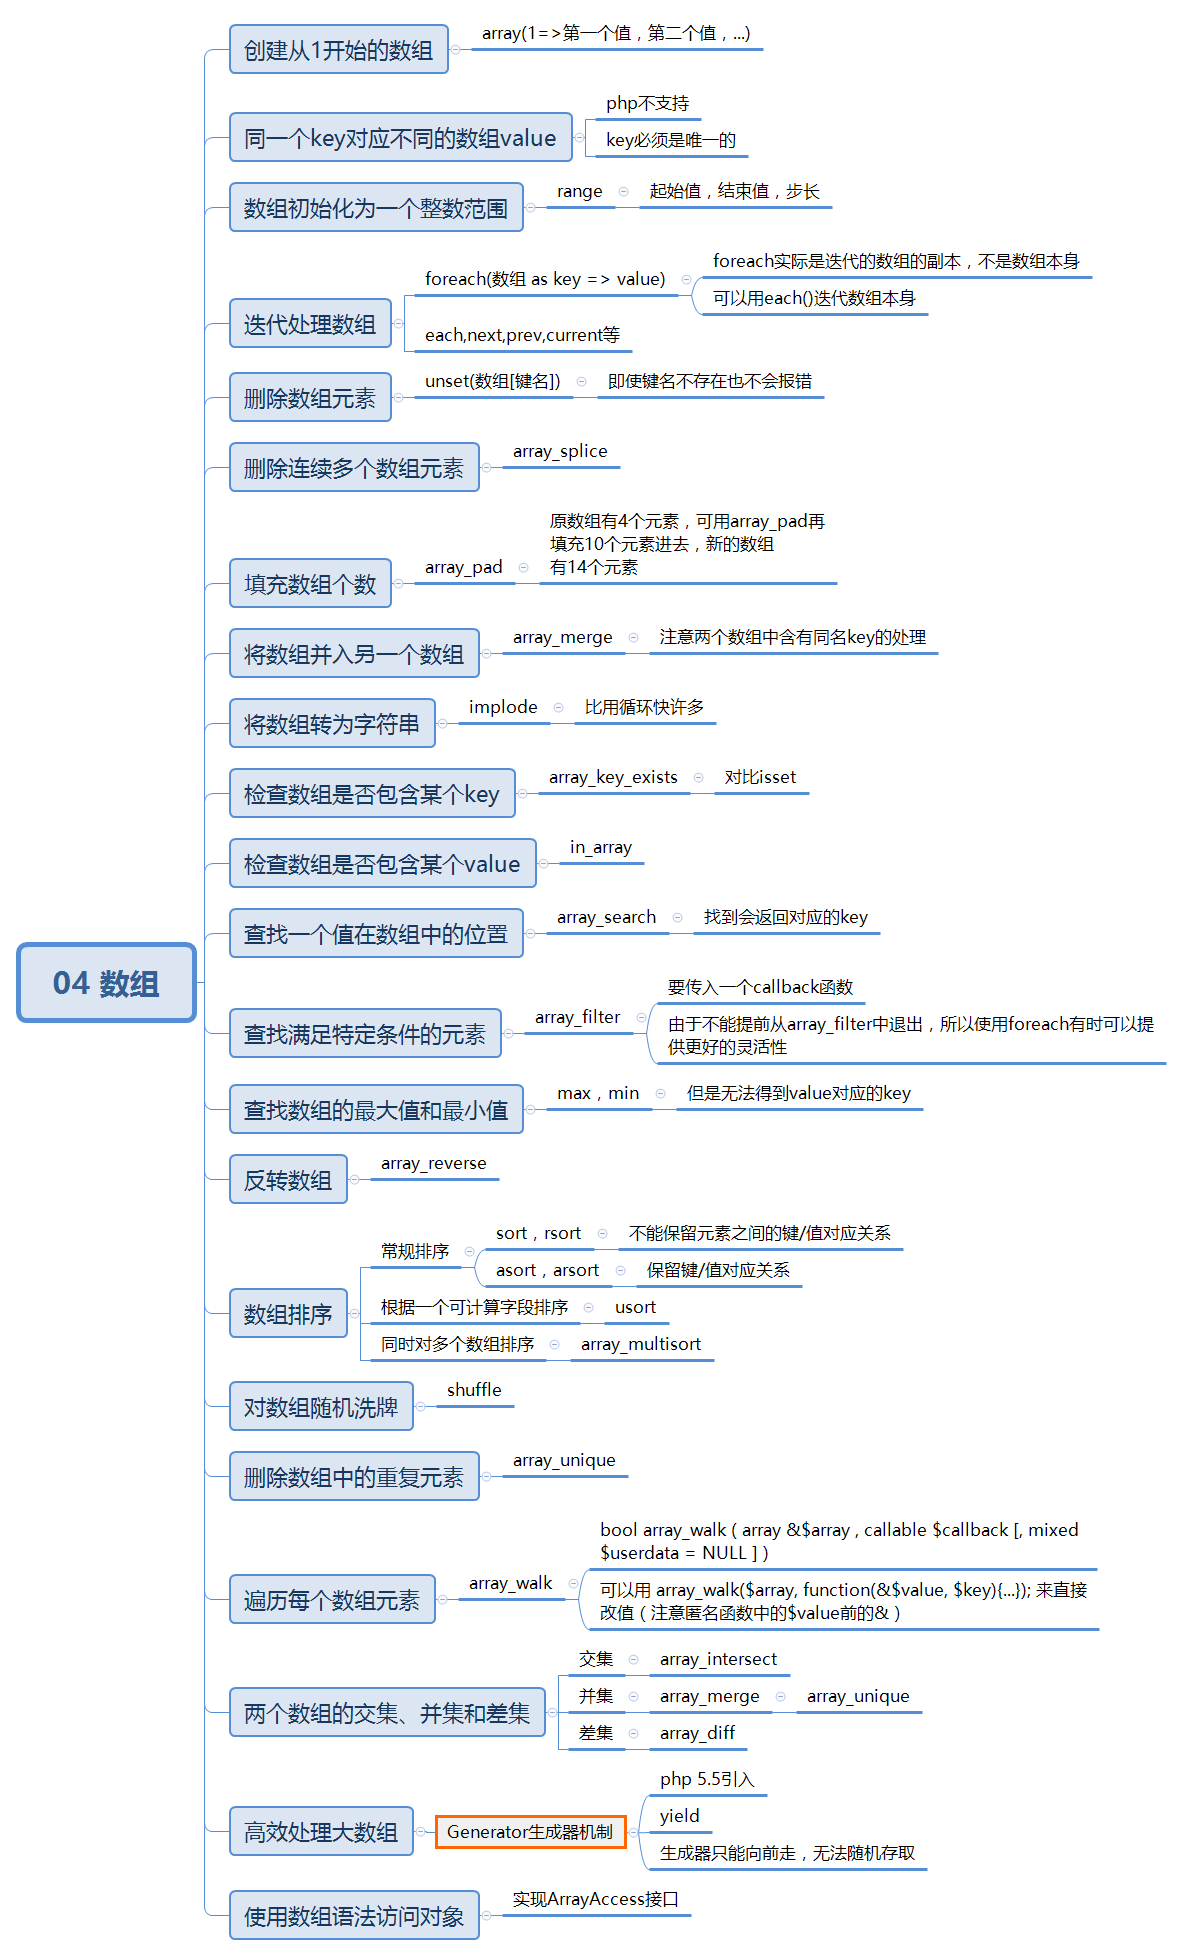 04 数组
创建从1开始的数组
array(1=>第一个值，第二个值，...)
同一个key对应不同的数组value
php不支持
key必须是唯一的
数组初始化为一个整数范围
range
起始值，结束值，步长
迭代处理数组
foreach(数组 as key => value)
foreach实际是迭代的数组的副本，不是数组本身
可以用each()迭代数组本身
each,next,prev,current等
删除数组元素
unset(数组[键名])
即使键名不存在也不会报错
删除连续多个数组元素
array_splice
填充数组个数
array_pad
原数组有4个元素，可用array_pad再
填充10个元素进去，新的数组
有14个元素
将数组并入另一个数组
array_merge
注意两个数组中含有同名key的处理
将数组转为字符串
implode
比用循环快许多
检查数组是否包含某个key
array_key_exists
对比isset
检查数组是否包含某个value
in_array
查找一个值在数组中的位置
array_search
找到会返回对应的key
查找满足特定条件的元素
array_filter
要传入一个callback函数
由于不能提前从array_filter中退出，所以使用foreach有时可以提
供更好的灵活性
查找数组的最大值和最小值
max，min
但是无法得到value对应的key
反转数组
array_reverse
数组排序
常规排序
sort，rsort
不能保留元素之间的键/值对应关系
asort，arsort
保留键/值对应关系
根据一个可计算字段排序
usort
同时对多个数组排序
array_multisort
对数组随机洗牌
shuffle
删除数组中的重复元素
array_unique
遍历每个数组元素
array_walk
bool array_walk ( array &$array , callable $callback [, mixed
$userdata = NULL ] )
可以用 array_walk($array, function(&$value, $key){...}); 来直接
改值（注意匿名函数中的$value前的&）
两个数组的交集、并集和差集
交集
array_intersect
并集
array_merge
array_unique
差集
array_diff
高效处理大数组
Generator生成器机制
php 5.5引入
yield
生成器只能向前走，无法随机存取
使用数组语法访问对象
实现ArrayAccess接口